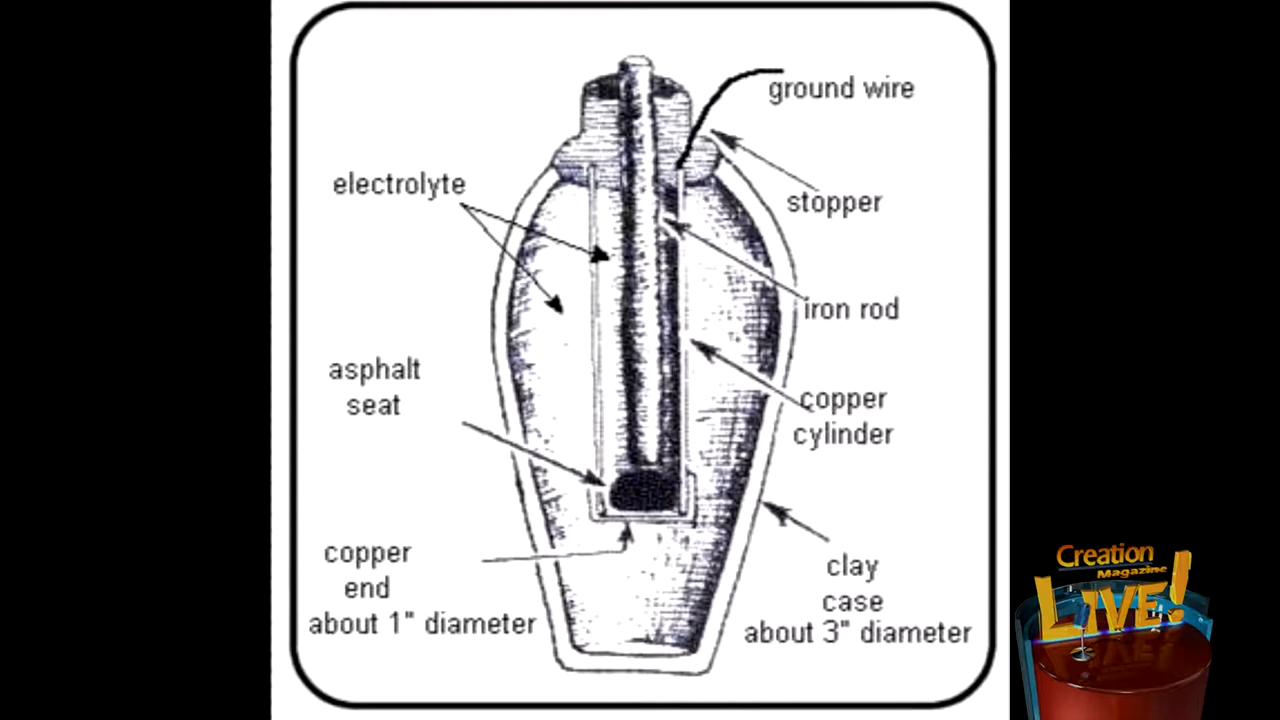 ground wire
electrolyte
stopper
iron rod
asphalt
seat
copper
cylinder
copper
end
about 1" diameter
clay
case
about 3" diameter
Creation
Magazine
LIVE!